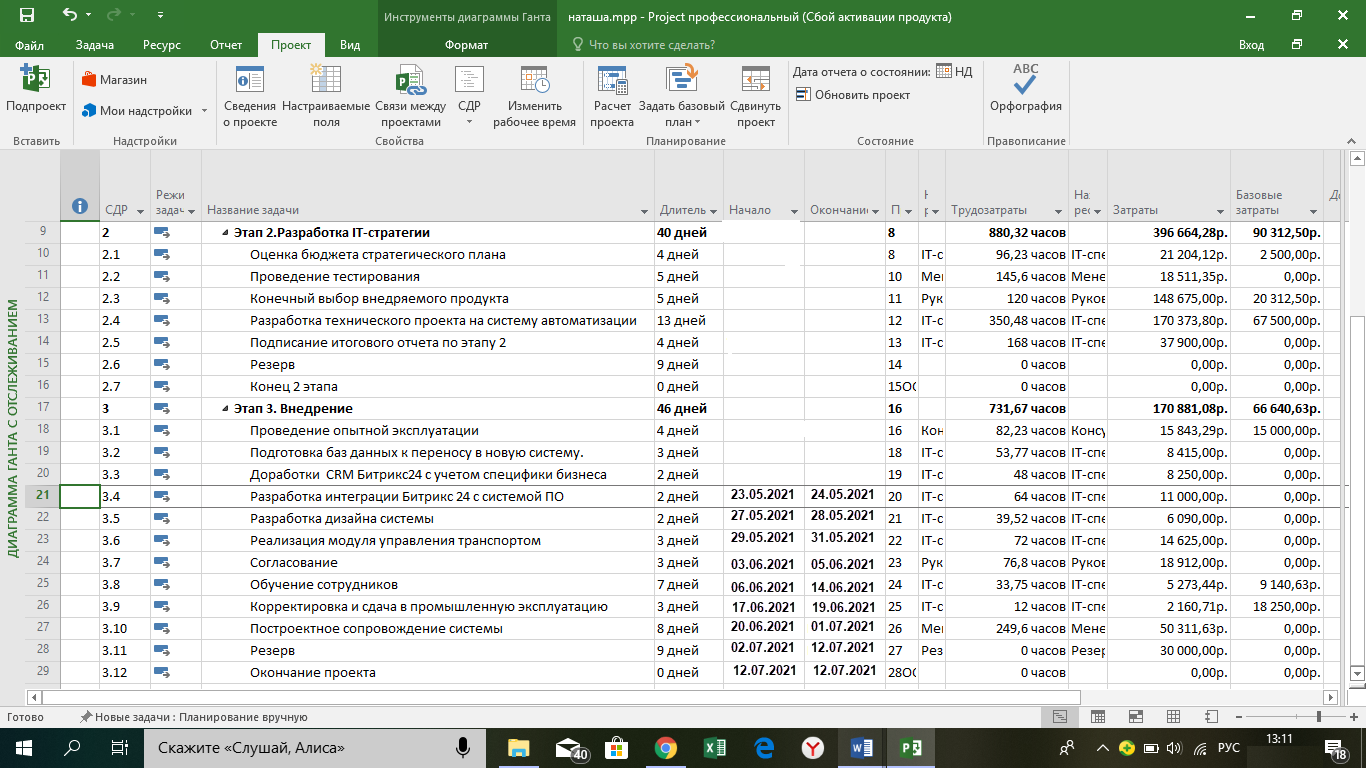 Инструменты диаграммы Ганта
наташа.mpp - Project профессиональный (Сбой активации продукта)
Файл Задача Ресурс Отчет Проект Вид Формат Что вы хотите сделать? Вход
Подпроект
Магазин
Мои надстройки
Сведения о проекте
Настраиваемые поля
Связи между проектами
СДР
Изменить рабочее время
Расчет проекта
Задать базовый план
Сдвинуть проект
Дата отчета о состоянии: НД
Обновить проект
ABC
Орфография
Вставить Надстройки Свойства Планирование Состояние Правописание
СДР Режи задач Название задачи Длитель Начало Окончани П Трудозатраты На: рес Затраты Базовые затраты
ДИАГРАММА ГАНТА С ОТСЛЕЖИВАНИЕМ
9 2 Этап 2.Разработка IT-стратегии 40 дней 8 880,32 часов 396 664,28р. 90 312,50р.
10 2.1 Оценка бюджета стратегического плана 4 дней 8 IT-с 96,23 часов IT-спе 21 204,12р. 2 500,00р.
11 2.2 Проведение тестирования 5 дней 10 Мен 145,6 часов Мене 18 511,35р. 0,00р.
12 2.3 Конечный выбор внедряемого продукта 5 дней 11 Рук 120 часов Руков 148 675,00р. 20 312,50р.
13 2.4 Разработка технического проекта на систему автоматизации 13 дней 12 IT-с 350,48 часов IT-спе 170 373,80р. 67 500,00р.
14 2.5 Подписание итогового отчета по этапу 2 4 дней 13 IT-с 168 часов IT-спе 37 900,00р. 0,00р.
15 2.6 Резерв 9 дней 14 0 часов 0,00р. 0,00р.
16 2.7 Конец 2 этапа 0 дней 15ОО 0 часов 0,00р. 0,00р.
17 3 Этап 3. Внедрение 46 дней 16 731,67 часов 170 881,08р. 66 640,63р.
18 3.1 Проведение опытной эксплуатации 4 дней 16 Кон 82,23 часов Консу 15 843,29р. 15 000,00р.
19 3.2 Подготовка баз данных к переносу в новую систему. 3 дней 18 IT-с 53,77 часов IT-спе 8 415,00р. 0,00р.
20 3.3 Доработки CRM Битрикс24 с учетом специфики бизнеса 2 дней 19 IT-с 48 часов IT-спе 8 250,00р. 0,00р.
21 3.4 Разработка интеграции Битрикс 24 с системой ПО 2 дней 23.05.2021 24.05.2021 20 IT-с 64 часов IT-спе 11 000,00р. 0,00р.
22 3.5 Разработка дизайна системы 2 дней 27.05.2021 28.05.2021 21 IT-с 39,52 часов IT-спе 6 090,00р. 0,00р.
23 3.6 Реализация модуля управления транспортом 3 дней 29.05.2021 31.05.2021 22 IT-с 72 часов IT-спе 14 625,00р. 0,00р.
24 3.7 Согласование 3 дней 03.06.2021 05.06.2021 23 Рук 76,8 часов Руков 18 912,00р. 0,00р.
25 3.8 Обучение сотрудников 7 дней 06.06.2021 14.06.2021 24 IT-с 33,75 часов IT-спе 5 273,44р. 9 140,63р.
26 3.9 Корректировка и сдача в промышленную эксплуатацию 3 дней 17.06.2021 19.06.2021 25 IT-с 12 часов IT-спе 2 160,71р. 18 250,00р.
27 3.10 Построектное сопровождение системы 8 дней 20.06.2021 01.07.2021 26 Мен 249,6 часов Мене 50 311,63р. 0,00р.
28 3.11 Резерв 9 дней 02.07.2021 12.07.2021 27 Рез 0 часов Резер 30 000,00р. 0,00р.
29 3.12 Окончание проекта 0 дней 12.07.2021 12.07.2021 28ОО 0 часов 0,00р. 0,00р.
Готово Новые задачи : Планирование вручную
Скажите «Слушай, Алиса» 40 РУС 13:11 18